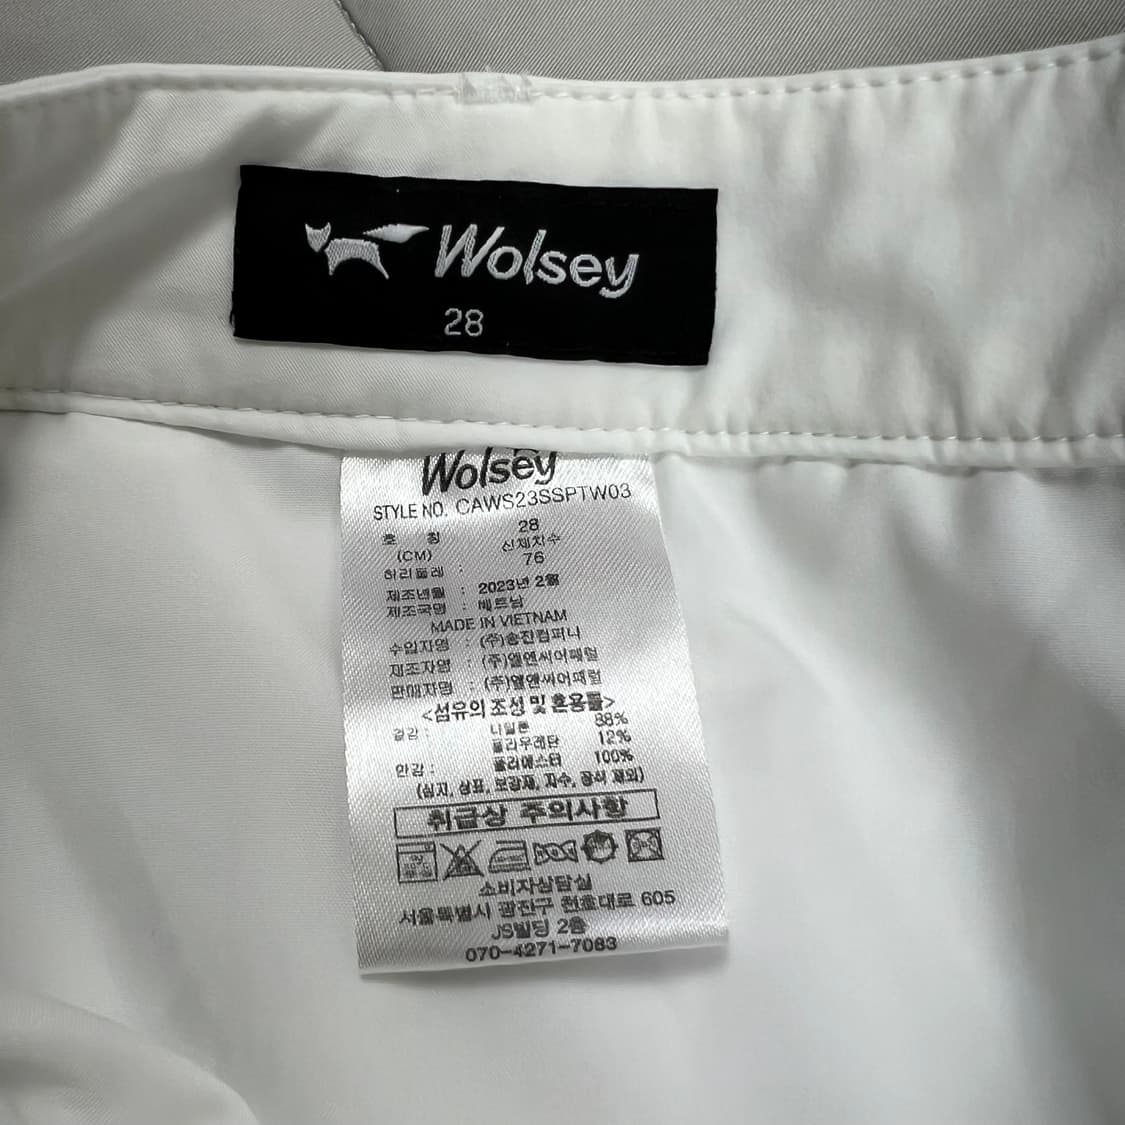 Wolsey
28
Wolsey
STYLE NO. CAWS23SSPTW03
호 칭 28
(CM) 신체치수
허리둘레 : 76
제조년월 : 2023년 2월
제조국명 : 베트남
MADE IN VIETNAM
수입자명 : (주)송진컴퍼니
제조자명 : (주)엘엔씨어패럴
판매자명 : (주)엘엔씨어패럴
<섬유의 조성 및 혼용률>
겉감 : 나일론 88%
폴리우레탄 12%
안감 : 폴리에스터 100%
(심지, 상표, 보강재, 자수, 장식 제외)
취급상 주의사항
소비자상담실
서울특별시 광진구 천호대로 605
JS빌딩 2층
070-4271-7083